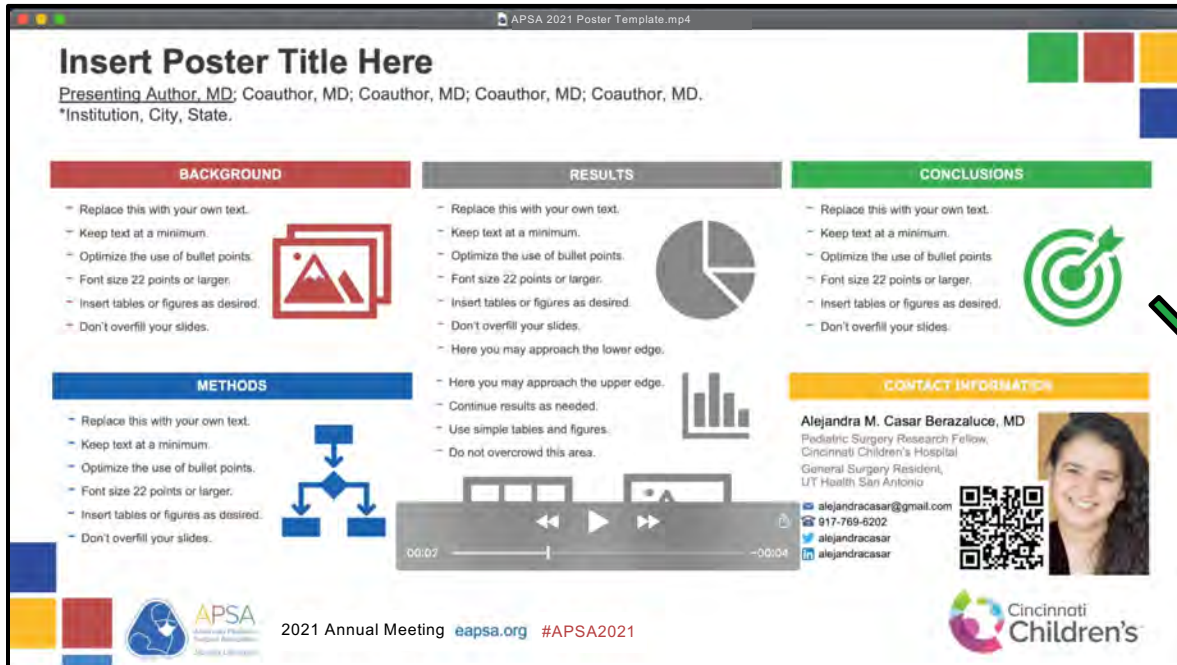 APSA 2021 Poster Template.mp4
Insert Poster Title Here
Presenting Author, MD; Coauthor, MD; Coauthor, MD; Coauthor, MD; Coauthor, MD.
*Institution, City, State.
BACKGROUND
- Replace this with your own text.
- Keep text at a minimum.
- Optimize the use of bullet points.
- Font size 22 points or larger.
- Insert tables or figures as desired.
- Don't overfill your slides.
METHODS
- Replace this with your own text.
- Keep text at a minimum.
- Optimize the use of bullet points.
- Font size 22 points or larger.
- Insert tables or figures as desired.
- Don't overfill your slides.
RESULTS
- Replace this with your own text.
- Keep text at a minimum.
- Optimize the use of bullet points.
- Font size 22 points or larger.
- Insert tables or figures as desired.
- Don't overfill your slides.
- Here you may approach the lower edge.
- Here you may approach the upper edge.
- Continue results as needed.
- Use simple tables and figures.
- Do not overcrowd this area.
00:02
-00:04
CONCLUSIONS
- Replace this with your own text.
- Keep text at a minimum.
- Optimize the use of bullet points
- Font size 22 points or larger.
- Insert tables or figures as desired.
- Don't overfill your slides.
CONTACT INFORMATION
Alejandra M. Casar Berazaluce, MD
Pediatric Surgery Research Fellow,
Cincinnati Children's Hospital
General Surgery Resident,
UT Health San Antonio
alejandracasar@gmail.com
917-769-6202
alejandracasar
alejandracasar
APSA
2021 Annual Meeting eapsa.org #APSA2021
Cincinnati
Children's